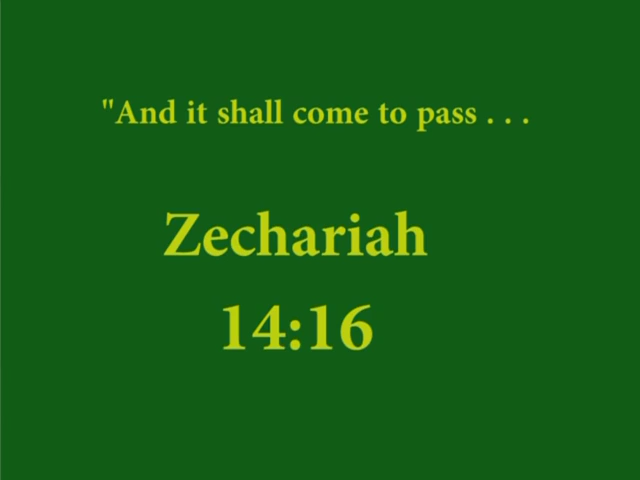 "And it shall come to pass . . .
Zechariah
14:16